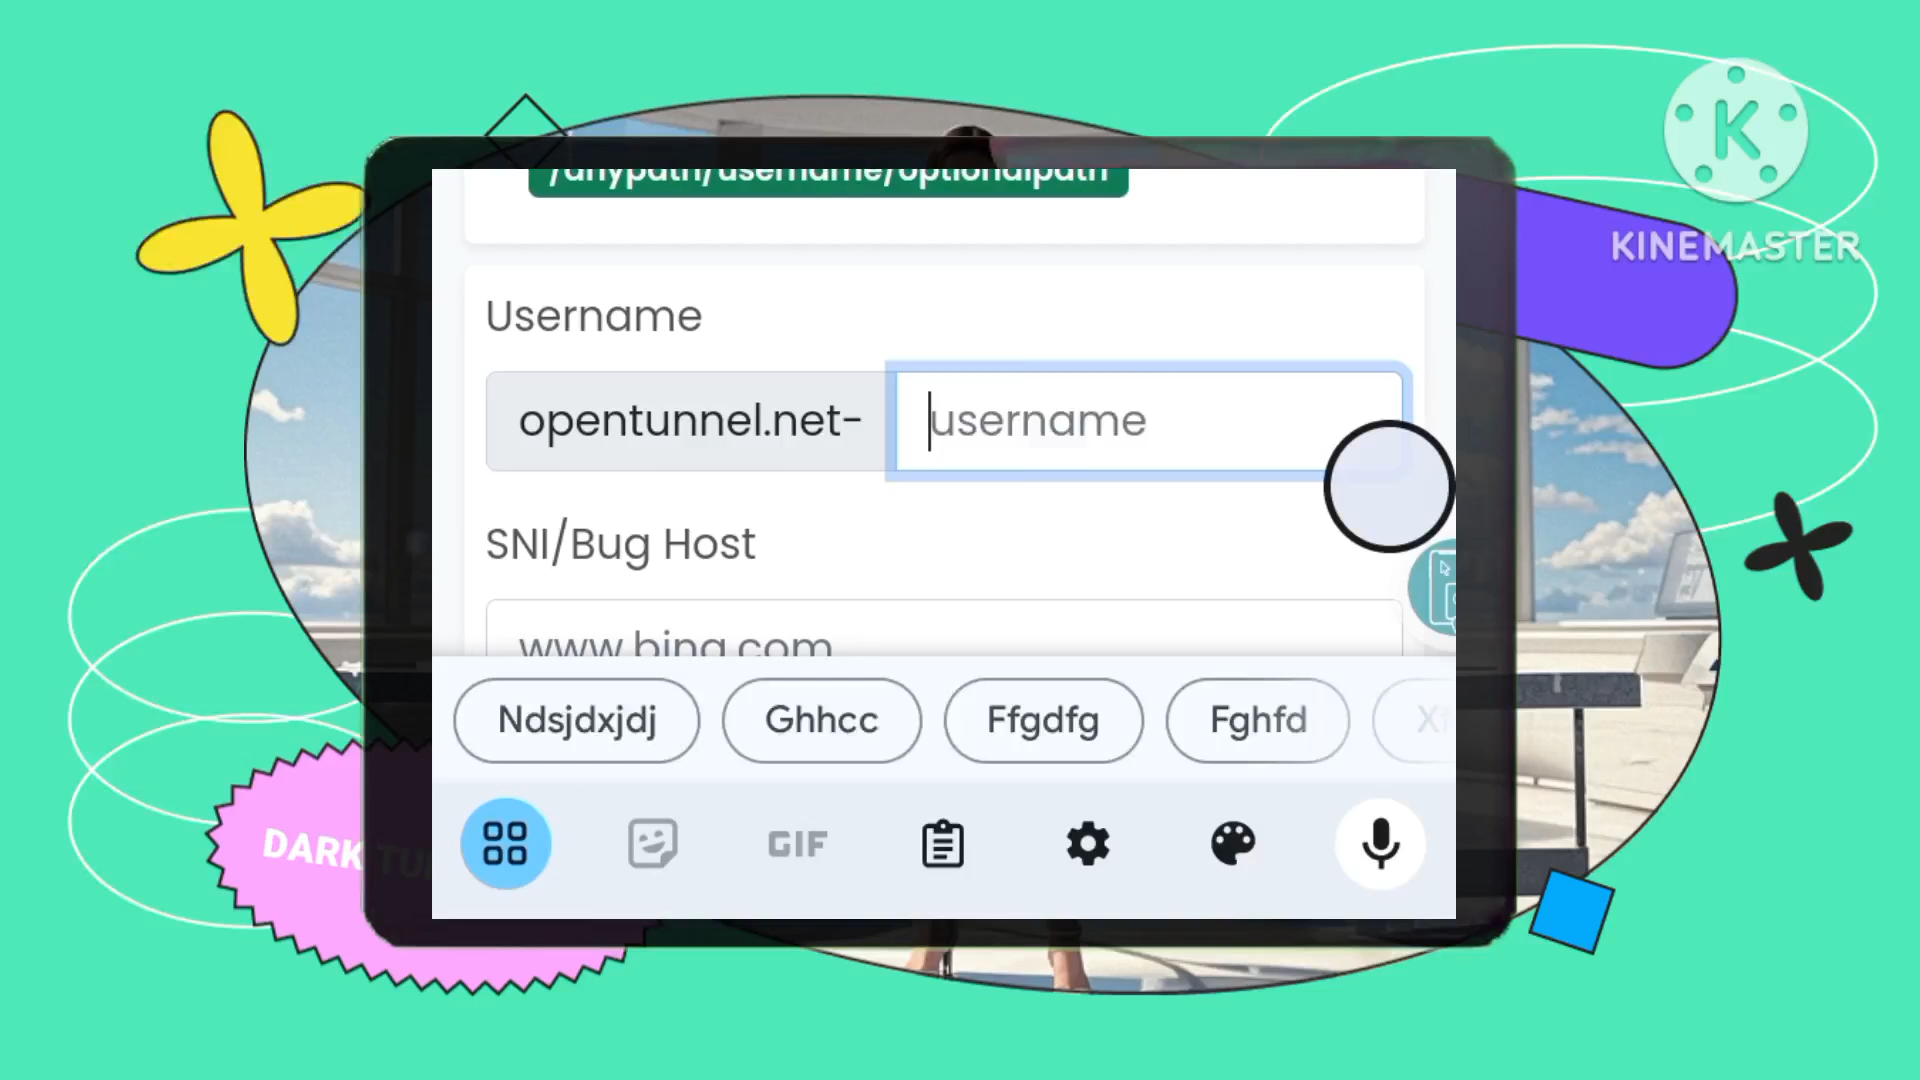 K
KINEMASTER
/anypath/username/optionalpath
Username
opentunnel.net-
username
SNI/Bug Host
www.bing.com
Ndsjdxjdj
Ghhcc
Ffgdfg
Fghfd
GIF
DARK